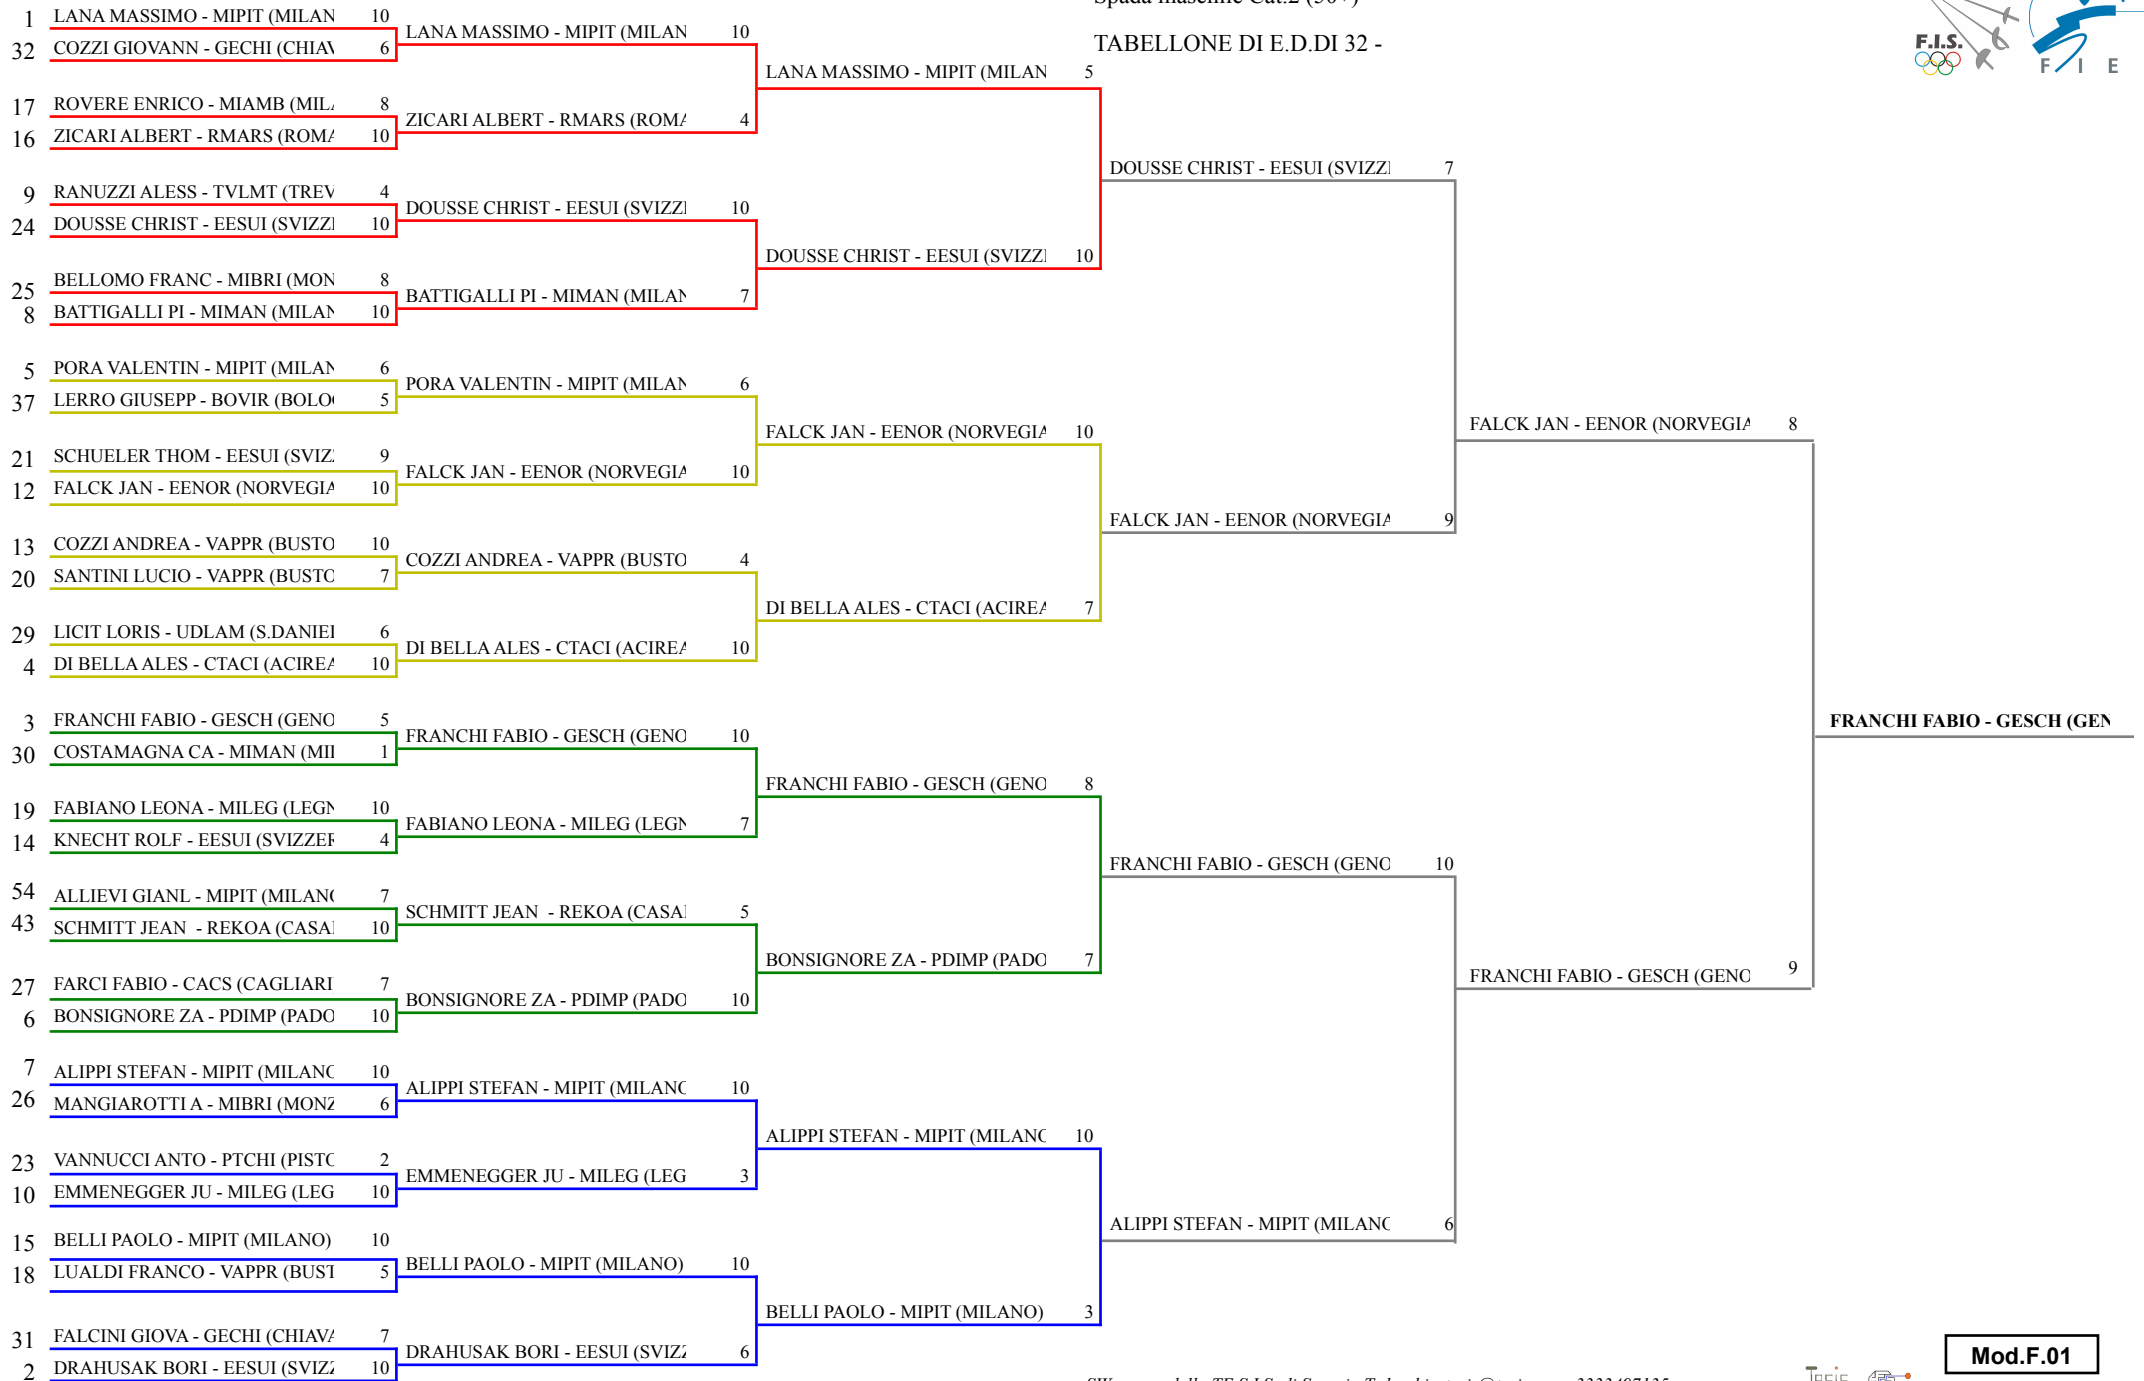 TABELLONE DI E.D.DI 32 -
F.I.S.
F I E
1 LANA MASSIMO - MIPIT (MILAN 10
32 COZZI GIOVANN - GECHI (CHIAV 6
17 ROVERE ENRICO - MIAMB (MIL 8
16 ZICARI ALBERT - RMARS (ROMA 10
9 RANUZZI ALESS - TVLMT (TREV 4
24 DOUSSE CHRIST - EESUI (SVIZZ 10
25 BELLOMO FRANC - MIBRI (MON 8
8 BATTIGALLI PI - MIMAN (MILAN 10
5 PORA VALENTIN - MIPIT (MILAN 6
37 LERRO GIUSEPP - BOVIR (BOLO 5
21 SCHUELER THOM - EESUI (SVIZ 9
12 FALCK JAN - EENOR (NORVEGIA 10
13 COZZI ANDREA - VAPPR (BUSTO 10
20 SANTINI LUCIO - VAPPR (BUSTO 7
29 LICIT LORIS - UDLAM (S.DANIE 6
4 DI BELLA ALES - CTACI (ACIREA 10
3 FRANCHI FABIO - GESCH (GENO 5
30 COSTAMAGNA CA - MIMAN (MI 1
19 FABIANO LEONA - MILEG (LEGN 10
14 KNECHT ROLF - EESUI (SVIZZER 4
54 ALLIEVI GIANL - MIPIT (MILAN 7
43 SCHMITT JEAN - REKOA (CASA 10
27 FARCI FABIO - CACS (CAGLIARI 7
6 BONSIGNORE ZA - PDIMP (PADO 10
7 ALIPPI STEFAN - MIPIT (MILANO 10
26 MANGIAROTTI A - MIBRI (MONZ 6
23 VANNUCCI ANTO - PTCHI (PISTO 2
10 EMMENEGGER JU - MILEG (LEG 10
15 BELLI PAOLO - MIPIT (MILANO) 10
18 LUALDI FRANCO - VAPPR (BUST 5
31 FALCINI GIOVA - GECHI (CHIAVA 7
2 DRAHUSAK BORI - EESUI (SVIZZ 10
LANA MASSIMO - MIPIT (MILAN 10
ZICARI ALBERT - RMARS (ROMA 4
DOUSSE CHRIST - EESUI (SVIZZ 10
BATTIGALLI PI - MIMAN (MILAN 7
PORA VALENTIN - MIPIT (MILAN 6
FALCK JAN - EENOR (NORVEGIA 10
COZZI ANDREA - VAPPR (BUSTO 4
DI BELLA ALES - CTACI (ACIREA 10
FRANCHI FABIO - GESCH (GENO 10
FABIANO LEONA - MILEG (LEGN 7
SCHMITT JEAN - REKOA (CASA 5
BONSIGNORE ZA - PDIMP (PADO 10
ALIPPI STEFAN - MIPIT (MILANO 10
EMMENEGGER JU - MILEG (LEG 3
BELLI PAOLO - MIPIT (MILANO) 10
DRAHUSAK BORI - EESUI (SVIZZ 6
LANA MASSIMO - MIPIT (MILAN 5
DOUSSE CHRIST - EESUI (SVIZZ 10
FALCK JAN - EENOR (NORVEGIA 10
DI BELLA ALES - CTACI (ACIREA 7
FRANCHI FABIO - GESCH (GENO 8
BONSIGNORE ZA - PDIMP (PADO 7
ALIPPI STEFAN - MIPIT (MILANO 10
BELLI PAOLO - MIPIT (MILANO) 3
DOUSSE CHRIST - EESUI (SVIZZ 7
FALCK JAN - EENOR (NORVEGIA 9
FRANCHI FABIO - GESCH (GENO 10
ALIPPI STEFAN - MIPIT (MILANO 6
FALCK JAN - EENOR (NORVEGIA 8
FRANCHI FABIO - GESCH (GENO 9
FRANCHI FABIO - GESCH (GEN
Mod.F.01